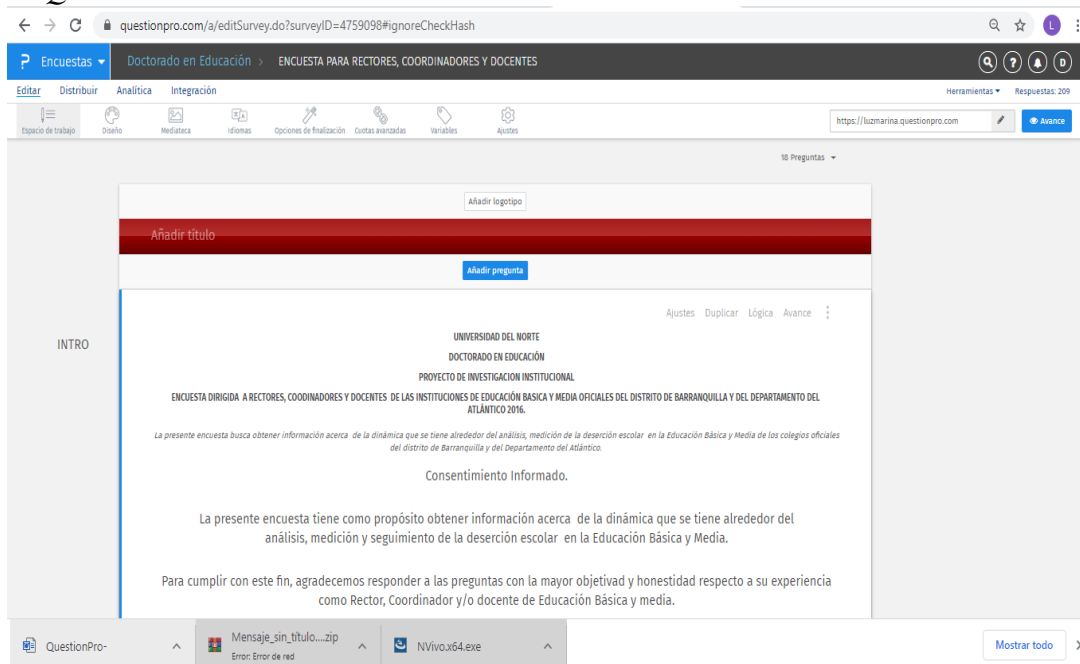 questionpro.com/a/editSurvey.do?surveyID=4759098#ignoreCheckHash
L
Encuestas
Doctorado en Educación >
ENCUESTA PARA RECTORES, COORDINADORES Y DOCENTES
D
Editar
Distribuir
Analítica
Integración
Herramientas
Respuestas: 209
Espacio de trabajo
Diseño
Mediateca
Idiomas
Opciones de finalización
Cuotas avanzadas
Variables
Ajustes
https://luzmarina.questionpro.com
Avance
18 Preguntas
Añadir logotipo
Añadir título
Añadir pregunta
Ajustes Duplicar Lógica Avance
INTRO
UNIVERSIDAD DEL NORTE
DOCTORADO EN EDUCACIÓN
PROYECTO DE INVESTIGACION INSTITUCIONAL
ENCUESTA DIRIGIDA A RECTORES, COODINADORES Y DOCENTES DE LAS INSTITUCIONES DE EDUCACIÓN BASICA Y MEDIA OFICIALES DEL DISTRITO DE BARRANQUILLA Y DEL DEPARTAMENTO DEL
ATLÁNTICO 2016.
La presente encuesta busca obtener información acerca de la dinámica que se tiene alrededor del análisis, medición de la deserción escolar en la Educación Básica y Media de los colegios oficiales
del distrito de Barranquilla y del Departamento del Atlántico.
Consentimiento Informado.
La presente encuesta tiene como propósito obtener información acerca de la dinámica que se tiene alrededor del
análisis, medición y seguimiento de la deserción escolar en la Educación Básica y Media.
Para cumplir con este fin, agradecemos responder a las preguntas con la mayor objetivad y honestidad respecto a su experiencia
como Rector, Coordinador y/o docente de Educación Básica y media.
QuestionPro-
Mensaje_sin_título....zip
Error: Error de red
NVivo.x64.exe
Mostrar todo